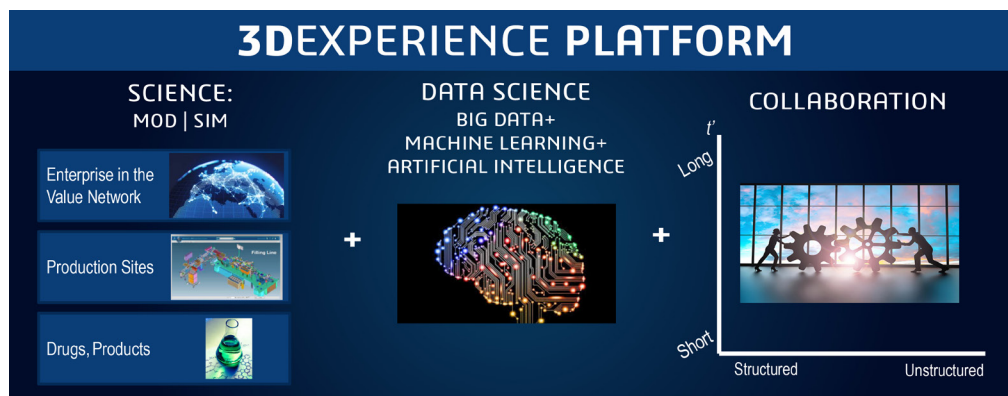 3DEXPERIENCE PLATFORM
SCIENCE:
MOD | SIM
Enterprise in the
Value Network
Production Sites
Filling Line
Drugs, Products
+
DATA SCIENCE
BIG DATA+
MACHINE LEARNING+
ARTIFICIAL INTELLIGENCE
+
COLLABORATION
t'
Long
Short
Structured
Unstructured